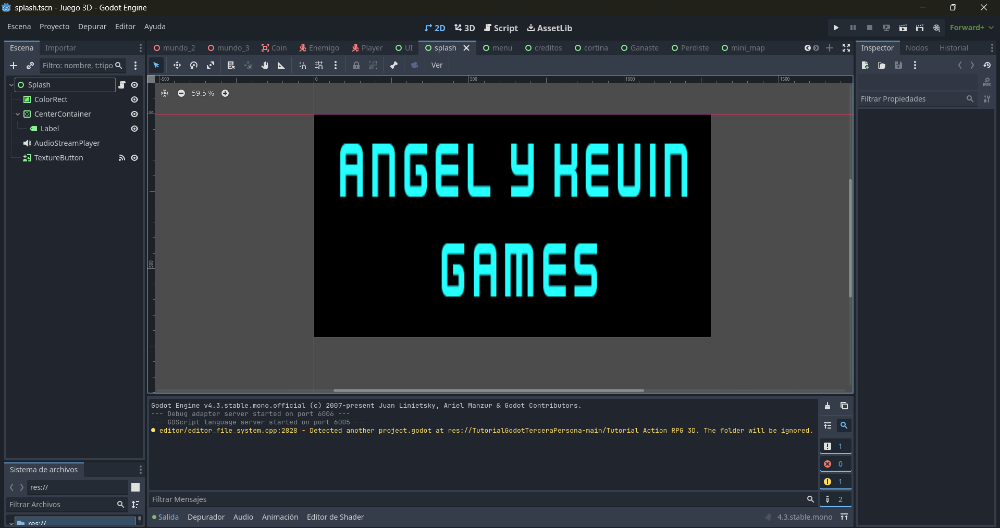 splash.tscn - Juego 3D - Godot Engine
Escena Proyecto Depurar Editor Ayuda
2D 3D Script AssetLib
Forward+
Escena Importar
mundo_2 mundo_3 Coin Enemigo Player UI splash menu creditos cortina Ganaste Perdiste mini_map
Inspector Nodos Historial
Filtro: nombre, t:tipo
Ver
Splash
ColorRect
CenterContainer
Label
AudioStreamPlayer
TextureButton
-500 0 500 1000 1500
59.5 %
0
500
ANGEL Y KEVIN
GAMES
DOC
Filtrar Propiedades
Godot Engine v4.3.stable.mono.official (c) 2007-present Juan Linietsky, Ariel Manzur & Godot Contributors.
--- Debug adapter server started on port 6006 ---
--- GDScript language server started on port 6005 ---
editor/editor_file_system.cpp:2828 - Detected another project.godot at res://TutorialGodotTerceraPersona-main/Tutorial Action RPG 3D. The folder will be ignored.
1
0
1
2
Filtrar Mensajes
Salida Depurador Audio Animación Editor de Shader
4.3.stable.mono
Sistema de archivos
res://
Filtrar Archivos
res://